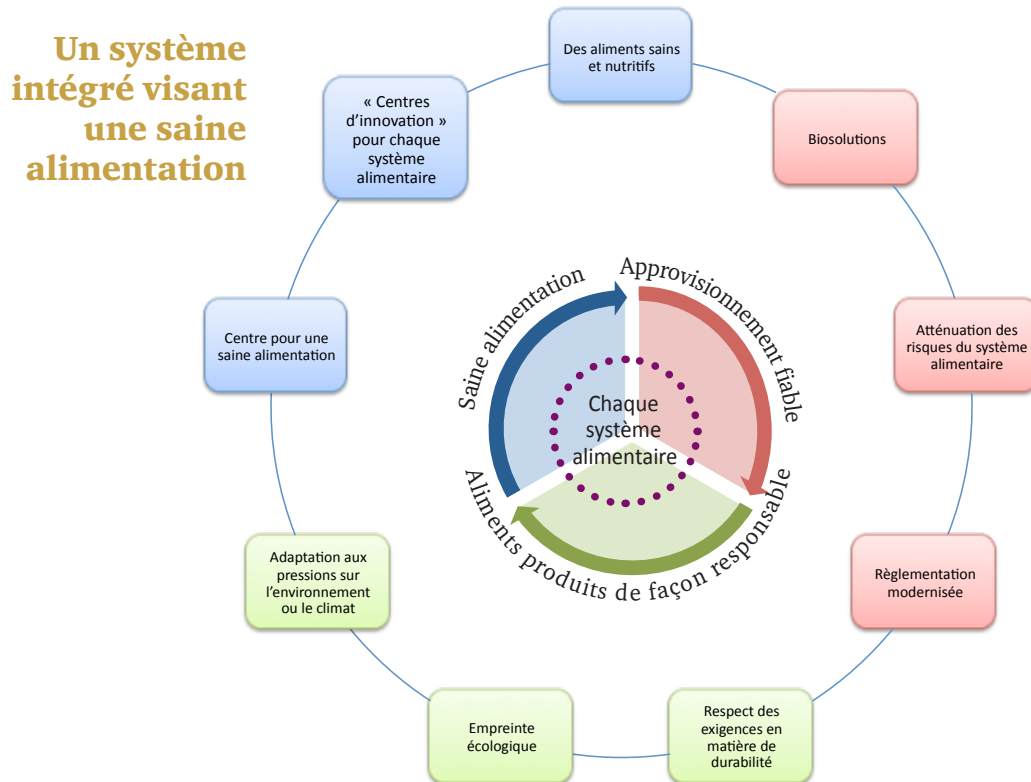 Un système
intégré visant
une saine
alimentation
Des aliments sains
et nutritifs
« Centres
d’innovation »
pour chaque
système
alimentaire
Biosolutions
Centre pour une
saine alimentation
Atténuation des
risques du système
alimentaire
Saine alimentation
Approvisionnement fiable
Aliments produits de façon responsable
Chaque
système
alimentaire
Adaptation aux
pressions sur
l’environnement
ou le climat
Règlementation
modernisée
Empreinte
écologique
Respect des
exigences en
matière de
durabilité